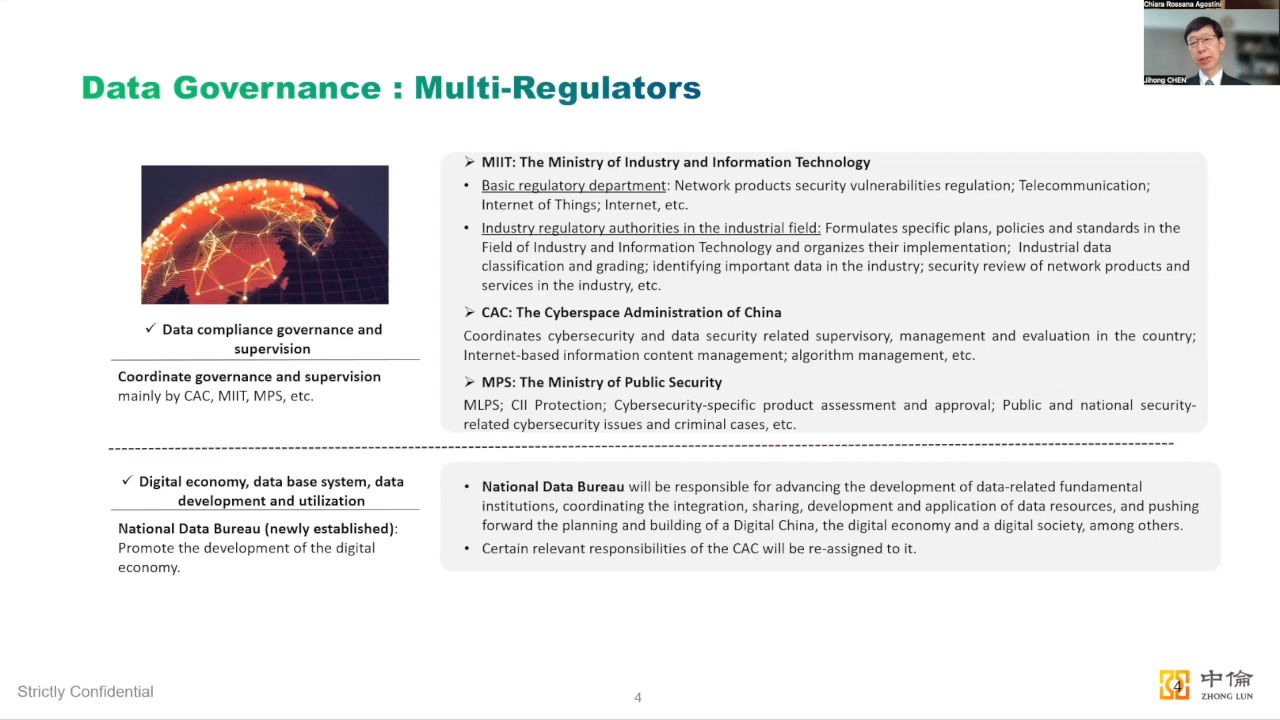 Chiara Rossana Agostini
Jihong CHEN
Data Governance : Multi-Regulators
✓ Data compliance governance and
supervision
Coordinate governance and supervision
mainly by CAC, MIIT, MPS, etc.
➢ MIIT: The Ministry of Industry and Information Technology
• Basic regulatory department: Network products security vulnerabilities regulation; Telecommunication;
Internet of Things; Internet, etc.
• Industry regulatory authorities in the industrial field: Formulates specific plans, policies and standards in the
Field of Industry and Information Technology and organizes their implementation; Industrial data
classification and grading; identifying important data in the industry; security review of network products and
services in the industry, etc.
➢ CAC: The Cyberspace Administration of China
Coordinates cybersecurity and data security related supervisory, management and evaluation in the country;
Internet-based information content management; algorithm management, etc.
➢ MPS: The Ministry of Public Security
MLPS; CII Protection; Cybersecurity-specific product assessment and approval; Public and national security-
related cybersecurity issues and criminal cases, etc.
✓ Digital economy, data base system, data
development and utilization
National Data Bureau (newly established):
Promote the development of the digital
economy.
• National Data Bureau will be responsible for advancing the development of data-related fundamental
institutions, coordinating the integration, sharing, development and application of data resources, and pushing
forward the planning and building of a Digital China, the digital economy and a digital society, among others.
• Certain relevant responsibilities of the CAC will be re-assigned to it.
Strictly Confidential
4
4
中倫
ZHONG LUN